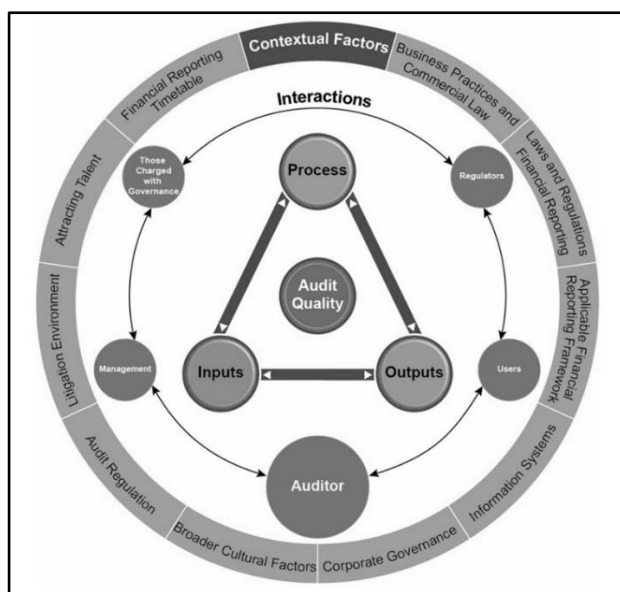 Contextual Factors
Business Practices and
Commercial Law
Laws and Regulations
Financial Reporting
Applicable Financial
Reporting Framework
Information Systems
Corporate Governance
Broader Cultural Factors
Audit Regulation
Litigation Environment
Attracting Talent
Financial Reporting
Timetable
Interactions
Those
Charged
with
Governance
Regulators
Process
Audit
Quality
Management
Inputs
Outputs
Users
Auditor